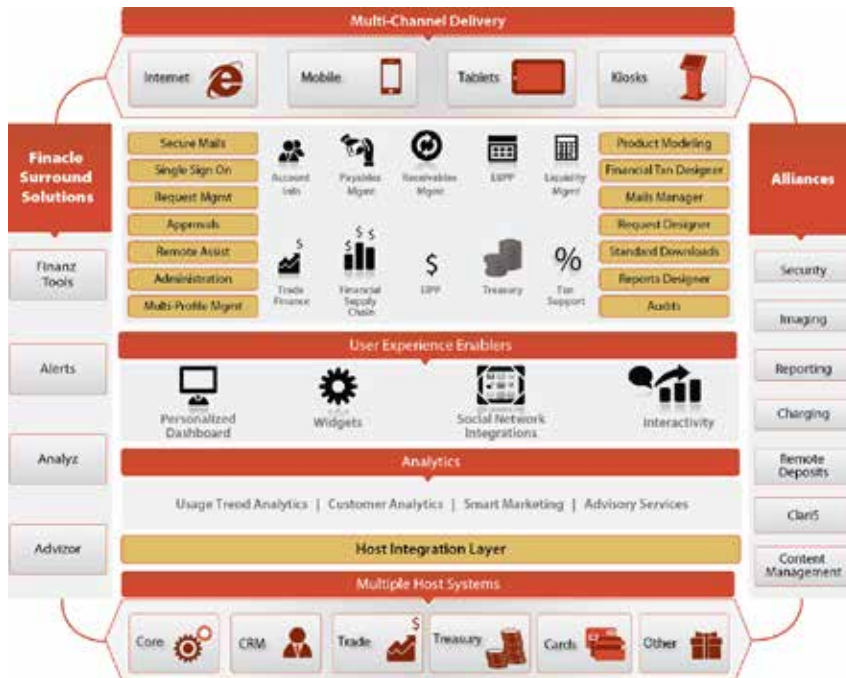 Multi-Channel Delivery
Internet
Mobile
Tablets
Kiosks
Finacle
Surround
Solutions
Finanz
Tools
Alerts
Analyz
Advizor
Secure Mails
Single Sign On
Request Mgmt
Approvals
Remote Assist
Administration
Multi-Profile Mgmt
Account
Info
Payables
Mgmt
Receivables
Mgmt
EBPP
Liquidity
Mgmt
$
$ $ $
$
%
Trade
Finance
Financial
Supply
Chain
EIPP
Treasury
Support
Product Modeling
Financial Txn Designer
Mails Manager
Request Designer
Standard Downloads
Reports Designer
Audits
Alliances
Security
Imaging
Reporting
Charging
Remote
Deposits
Clari5
Content
Management
User Experience Enablers
Personalized
Dashboard
Widgets
Social Network
Integrations
Interactivity
Analytics
Usage Trend Analytics | Customer Analytics | Smart Marketing | Advisory Services
Host Integration Layer
Multiple Host Systems
Core
CRM
Trade
$
Treasury
Cards
Other